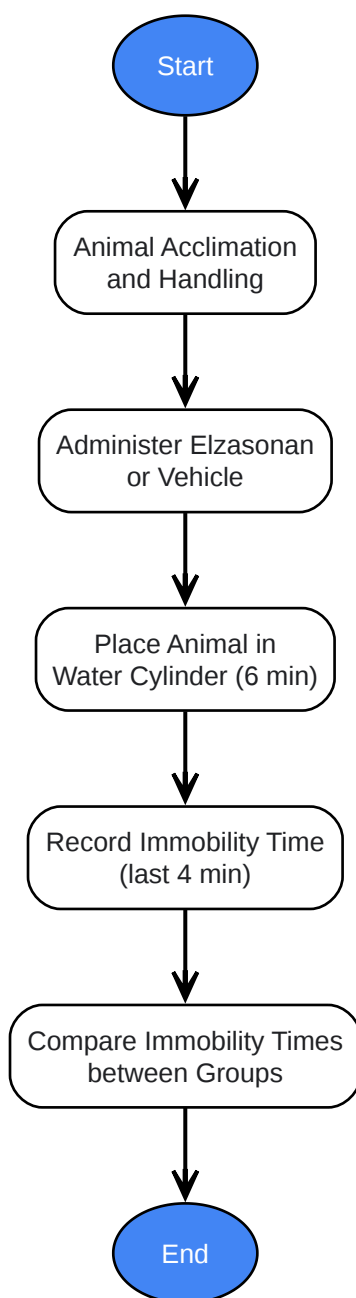 Start
Animal Acclimation
and Handling
Administer Elzasonan
or Vehicle
Place Animal in
Water Cylinder (6 min)
Record Immobility Time
(last 4 min)
Compare Immobility Times
between Groups
End